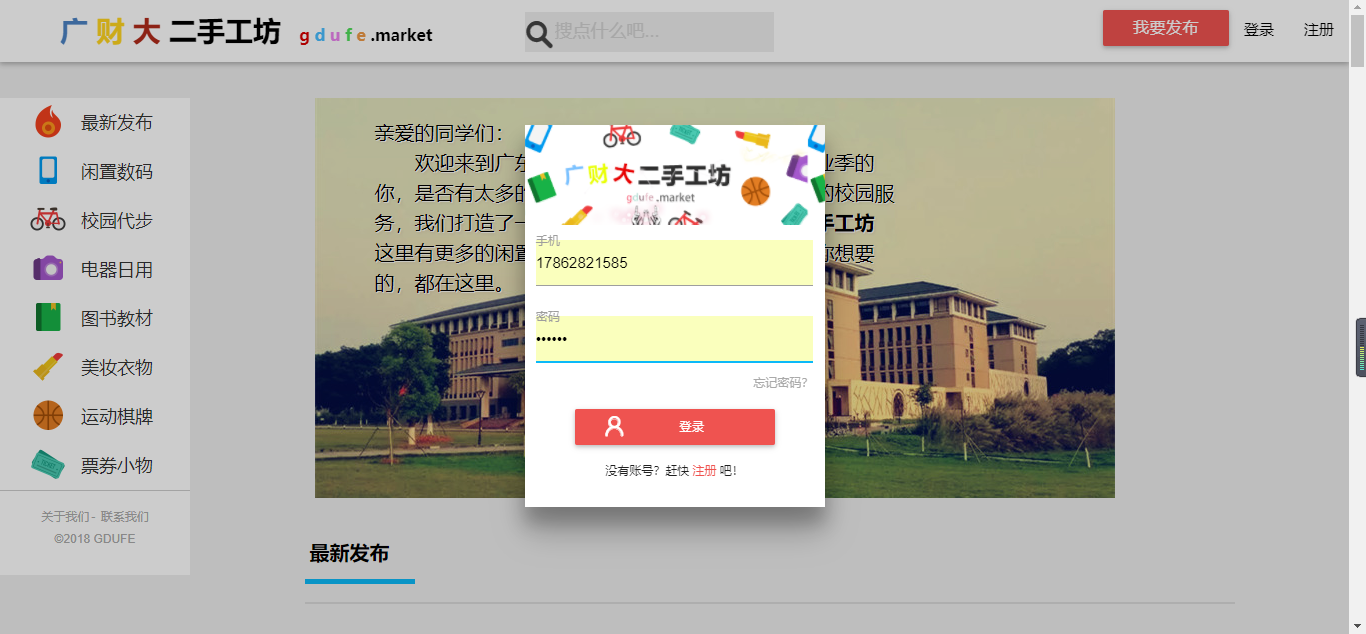 广财大二手工坊 gdufe.market
搜点什么吧...
我要发布 登录 注册
最新发布
闲置数码
校园代步
电器日用
图书教材
美妆衣物
运动棋牌
票券小物
关于我们 - 联系我们
©2018 GDUFE
亲爱的同学们：
欢迎来到广 业季的
你，是否有太多的 的校园服
务，我们打造了一 手工坊
这里有更多的闲置 你想要
的，都在这里。
广财大二手工坊
gdufe.market
手机
17862821585
密码
••••••
忘记密码?
登录
没有账号？赶快 注册 吧!
最新发布